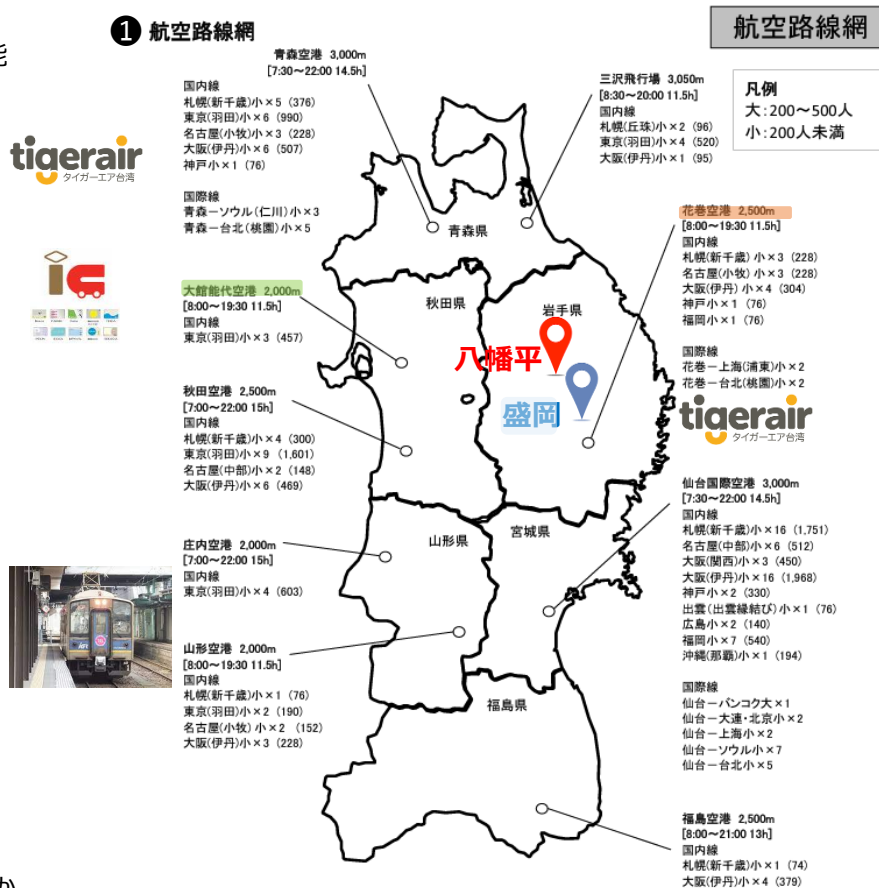 能
❶ 航空路線網
航空路線網
凡例
大:200~500人
小:200人未満
tigerair
タイガーエア台湾
青森空港 3,000m
[7:30~22:00 14.5h]
国内線
札幌(新千歳)小×5 (376)
東京(羽田)小×6 (990)
名古屋(小牧)小×3 (228)
大阪(伊丹)小×6 (507)
神戸小×1 (76)
国際線
青森-ソウル(仁川)小×3
青森-台北(桃園)小×5
三沢飛行場 3,050m
[8:30~20:00 11.5h]
国内線
札幌(丘珠)小×2 (96)
東京(羽田)小×4 (520)
大阪(伊丹)小×1 (95)
花巻空港 2,500m
[8:00~19:30 11.5h]
国内線
札幌(新千歳) 小×3 (228)
名古屋(小牧) 小×3 (228)
大阪(伊丹) 小×4 (304)
神戸小×1 (76)
福岡小×1 (76)
国際線
花巻-上海(浦東)小×2
花巻-台北(桃園)小×2
tigerair
タイガーエア台湾
大館能代空港 2,000m
[8:00~19:30 11.5h]
国内線
東京(羽田)小×3 (457)
秋田空港 2,500m
[7:00~22:00 15h]
国内線
札幌(新千歳)小×4 (300)
東京(羽田)小×9 (1,601)
名古屋(中部)小×2 (148)
大阪(伊丹)小×6 (469)
青森県
秋田県
岩手県
八幡平
盛岡
山形県
宮城県
福島県
庄内空港 2,000m
[7:00~22:00 15h]
国内線
東京(羽田)小×4 (603)
山形空港 2,000m
[8:00~19:30 11.5h]
国内線
札幌(新千歳)小×1 (76)
東京(羽田)小×2 (190)
名古屋(小牧) 小×2 (152)
大阪(伊丹)小×3 (228)
仙台国際空港 3,000m
[7:30~22:00 14.5h]
国内線
札幌(新千歳)小×16 (1,751)
名古屋(中部)小×6 (512)
大阪(関西)小×3 (450)
大阪(伊丹)小×16 (1,968)
神戸小×2 (330)
出雲(出雲縁結び)小×1 (76)
広島小×2 (140)
福岡小×7 (540)
沖縄(那覇)小×1 (194)
国際線
仙台-バンコク大×1
仙台-大連・北京小×2
仙台-上海小×2
仙台-ソウル小×7
仙台-台北小×5
福島空港 2,500m
[8:00~21:00 13h]
国内線
札幌(新千歳)小×1 (74)
大阪(伊丹)小×4 (379)